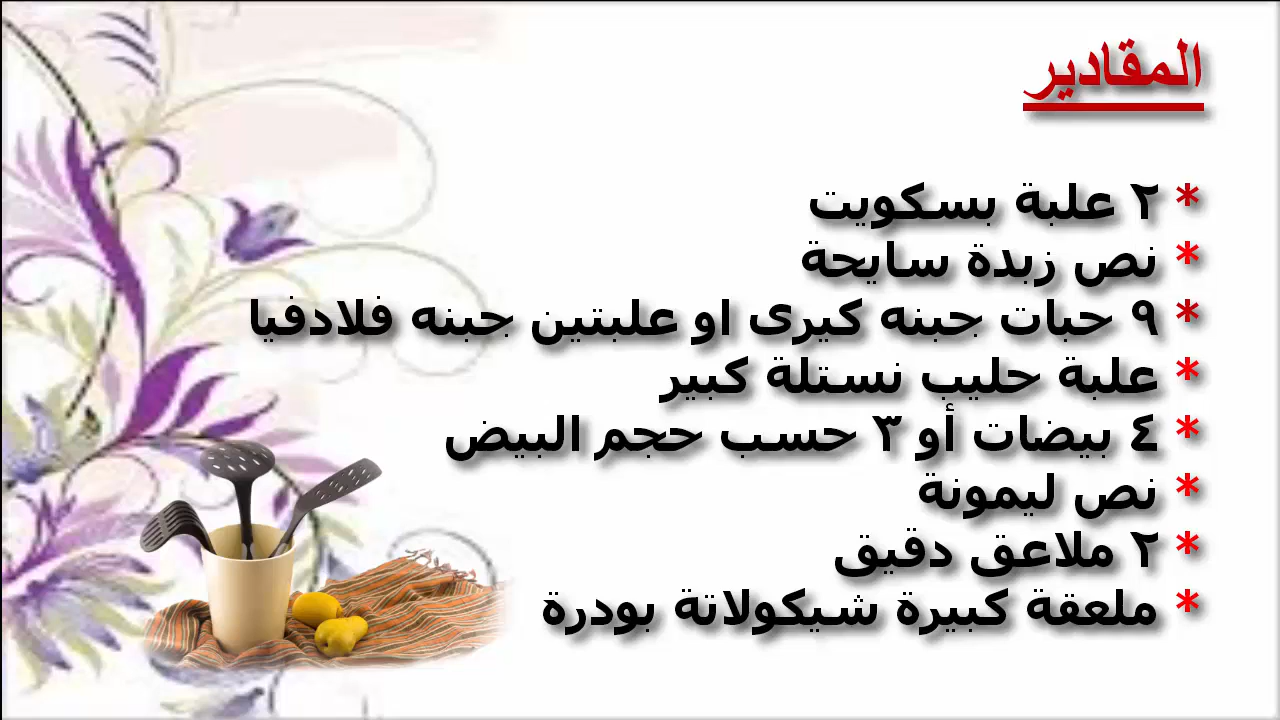 المقادير
* ٢ علبة بسكويت
* نص زبدة سايحة
* ٩ حبات جبنه كيرى او علبتين جبنه فلادفيا
* علبة حليب نستلة كبير
* ٤ بيضات أو ٣ حسب حجم البيض
* نص ليمونة
* ٢ ملاعق دقيق
* ملعقة كبيرة شيكولاتة بودرة